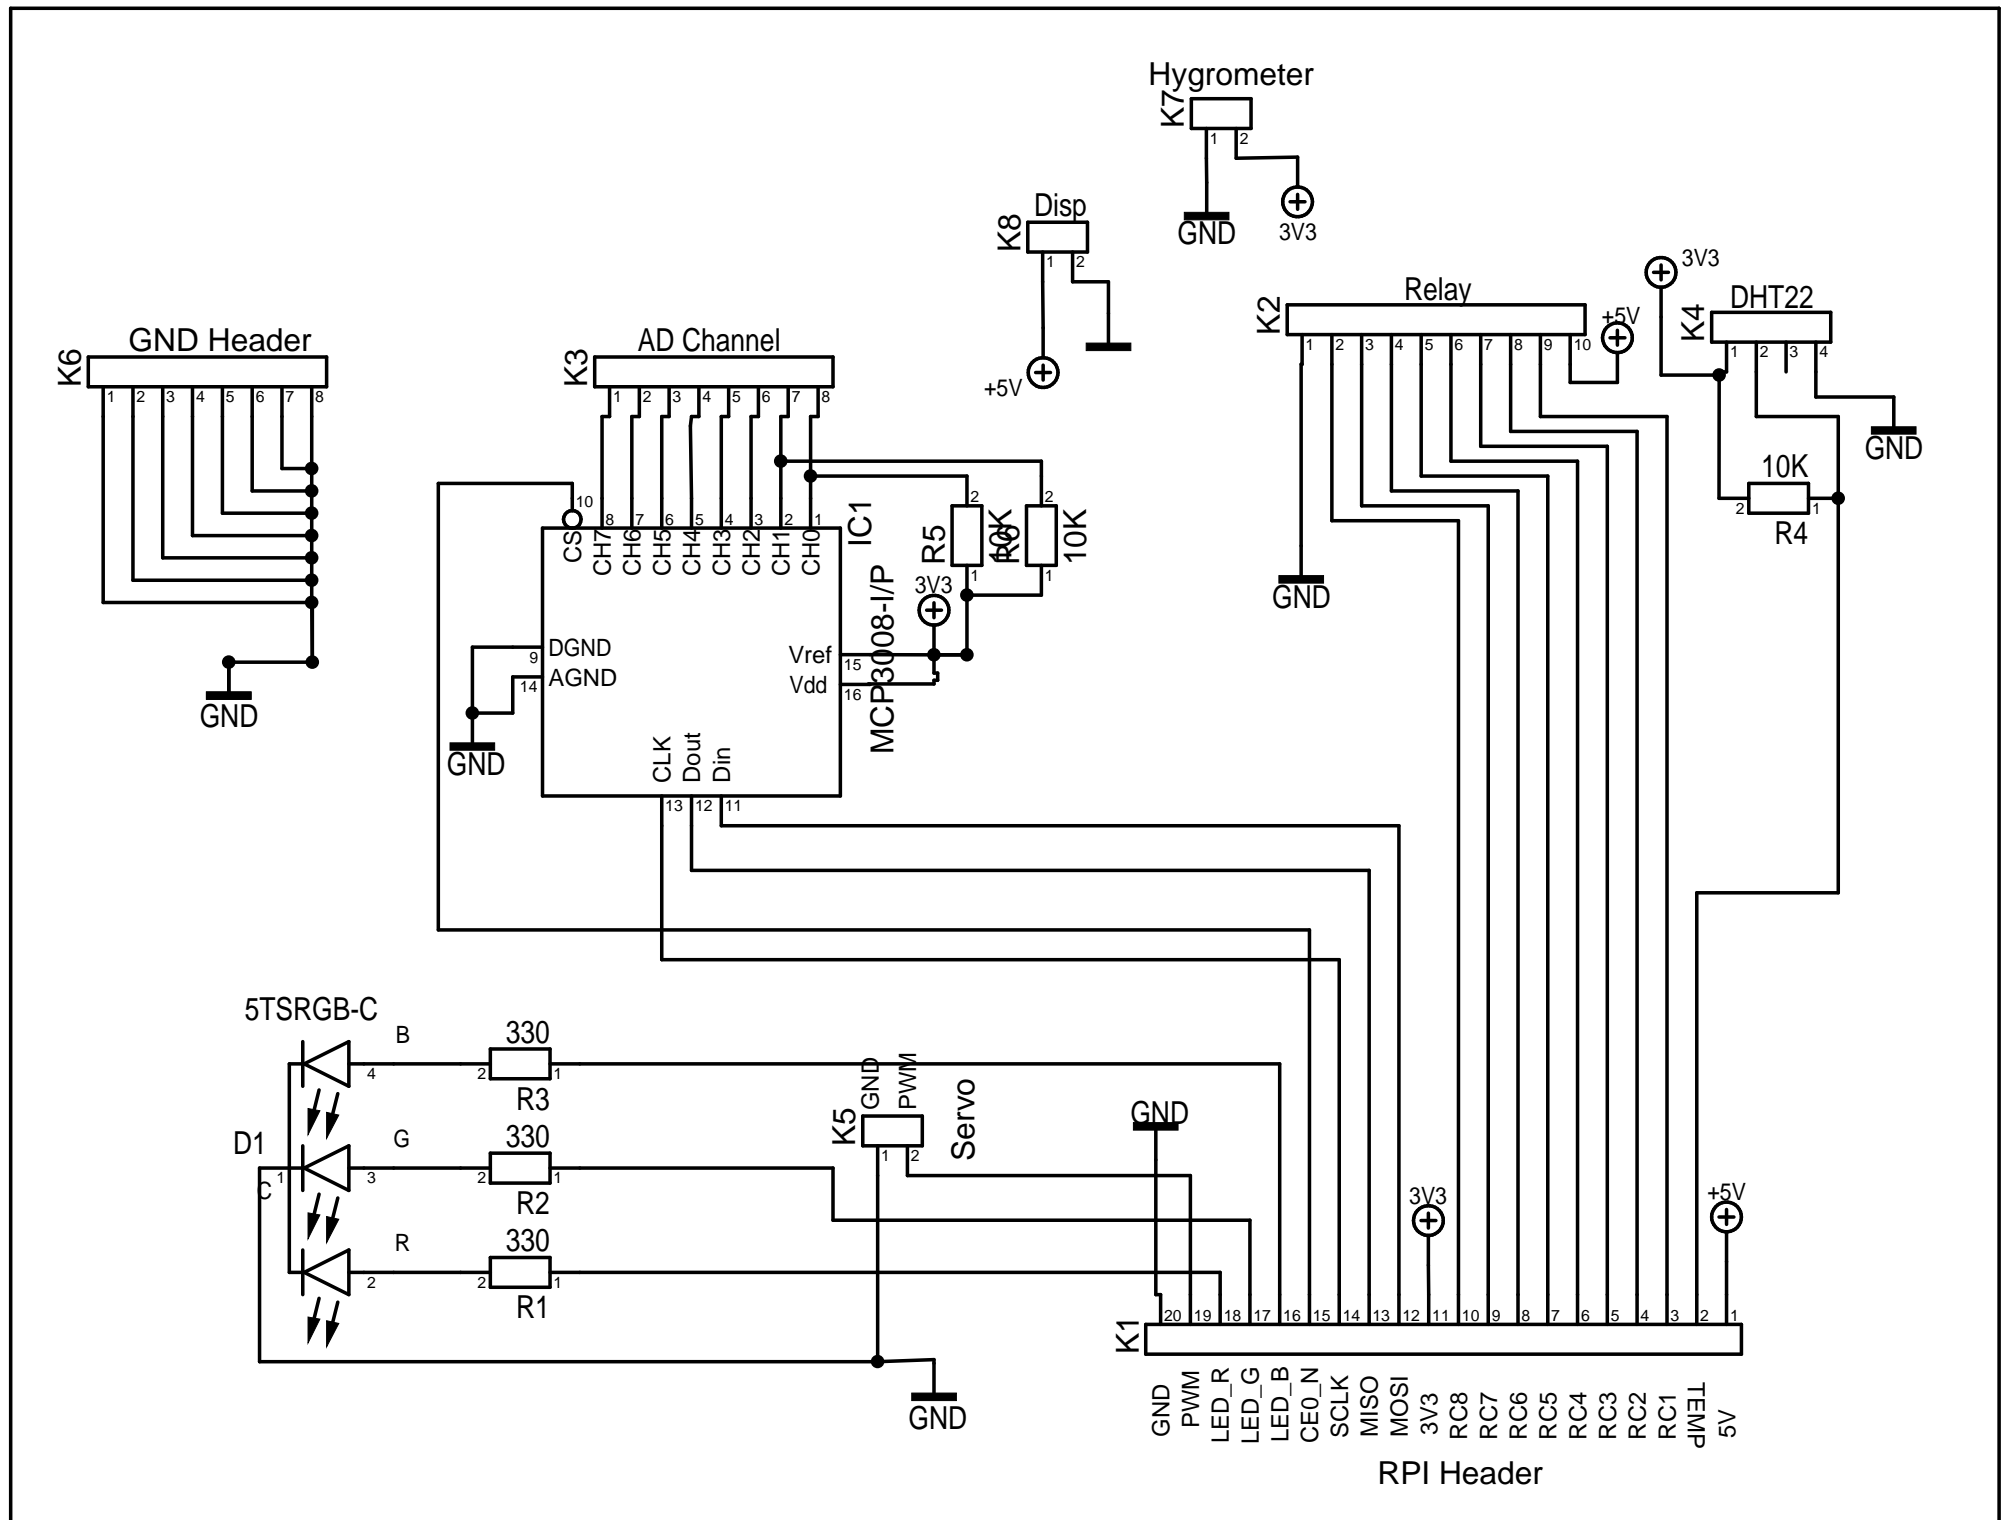 Hygrometer
K7
1 2
GND
3V3
Disp
K8
1 2
+5V
GND Header
K6
1 2 3 4 5 6 7 8
GND
AD Channel
K3
1 2 3 4 5 6 7 8
Relay
K2
1 2 3 4 5 6 7 8 9 10
+5V
GND
3V3
DHT22
K4
1 2 3 4
GND
10K
2 1
R4
10 8 7 6 5 4 3 2 1
CS CH7 CH6 CH5 CH4 CH3 CH2 CH1 CH0
IC1
MCP3008-I/P
R5
10K
2
1
R6
10K
2
1
3V3
9 DGND
14 AGND
GND
Vref 15
Vdd 16
CLK Dout Din
13 12 11
5TSRGB-C
D1
1
C
B
4
330
2 1
R3
G
3
330
2 1
R2
R
2
330
2 1
R1
K5
GND
PWM
Servo
1 2
GND
GND
3V3
+5V
K1
20 19 18 17 16 15 14 13 12 11 10 9 8 7 6 5 4 3 2 1
GND
PWM
LED_R
LED_G
LED_B
CE0_N
SCLK
MISO
MOSI
3V3
RC8
RC7
RC6
RC5
RC4
RC3
RC2
RC1
TEMP
5V
RPI Header